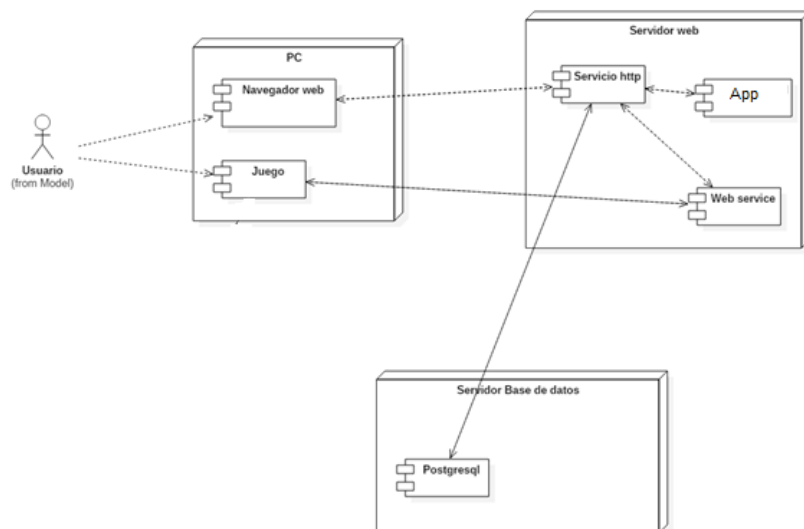 Servidor web
PC
Navegador web
Servicio http
App
Usuario
(from Model)
Juego
Web service
Servidor Base de datos
Postgresql